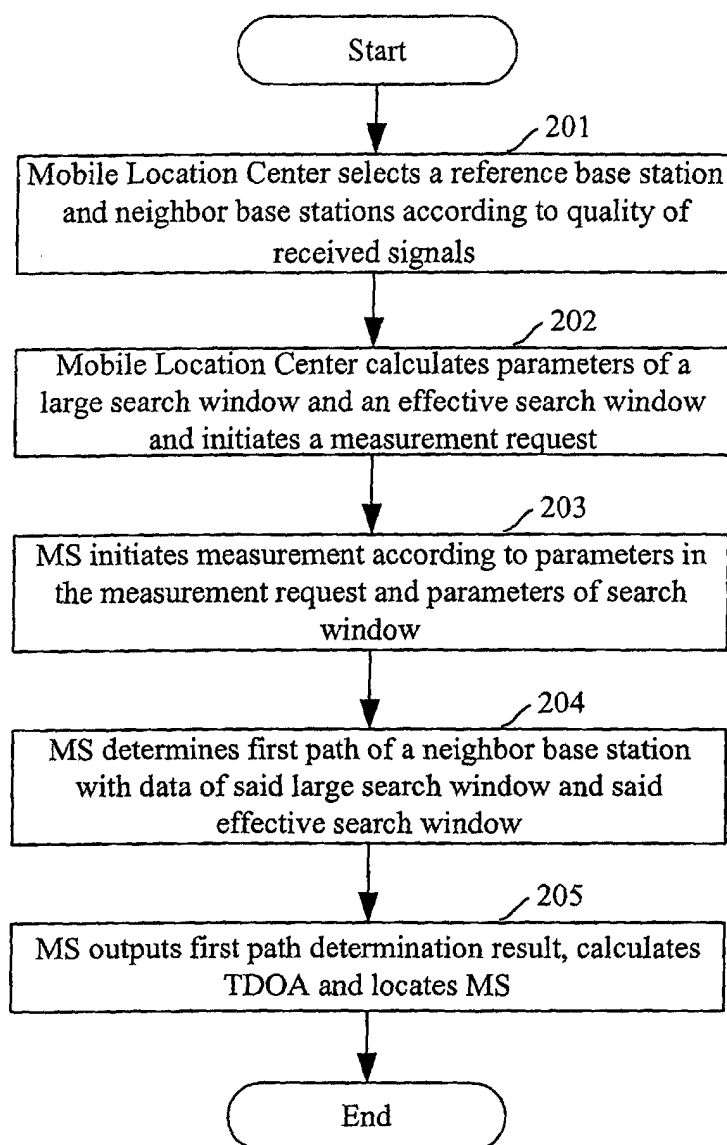 Start
201
Mobile Location Center selects a reference base station
and neighbor base stations according to quality of
received signals
202
Mobile Location Center calculates parameters of a
large search window and an effective search window
and initiates a measurement request
203
MS initiates measurement according to parameters in
the measurement request and parameters of search
window
204
MS determines first path of a neighbor base station
with data of said large search window and said
effective search window
205
MS outputs first path determination result, calculates
TDOA and locates MS
End